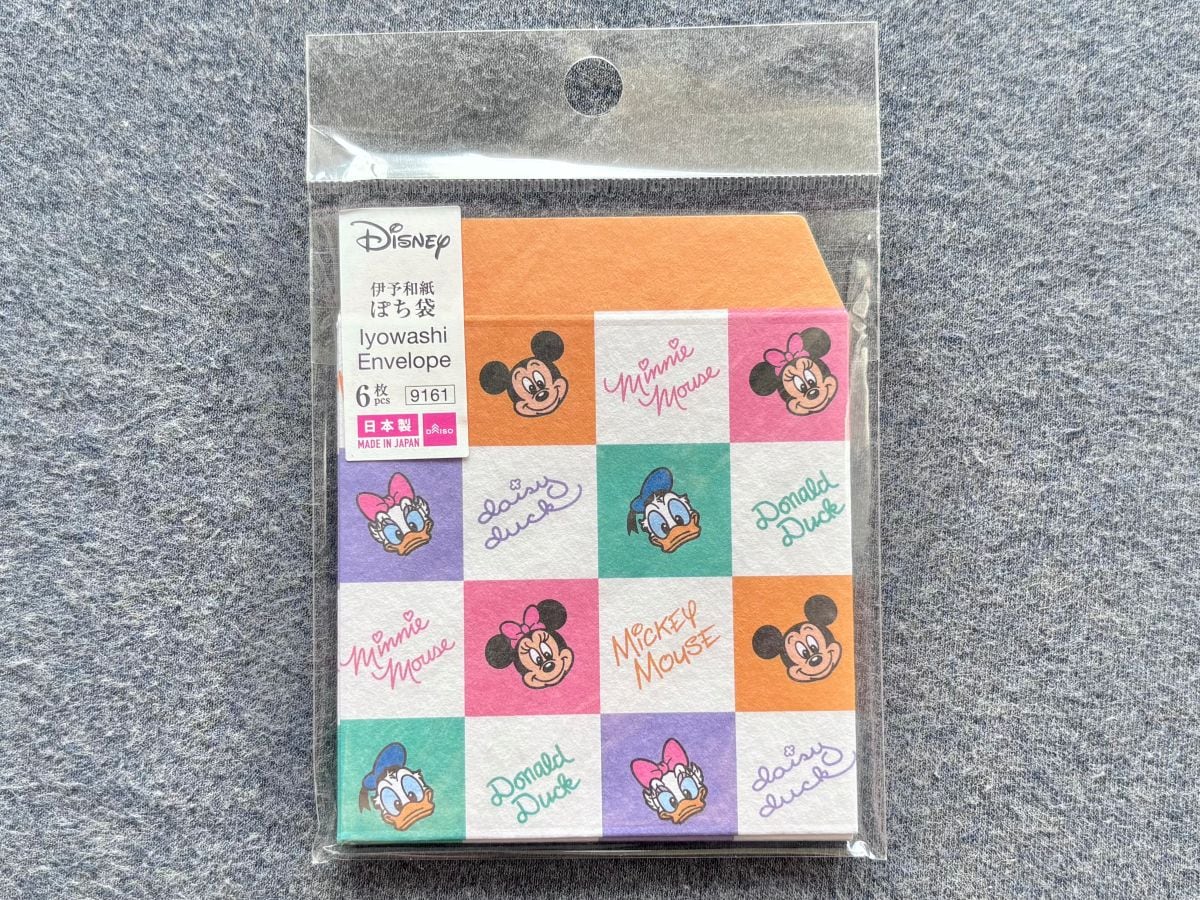 Disney
伊予和紙
ぽち袋
Iyowashi
Envelope
6枚
pcs
9161
日本製
MADE IN JAPAN
DAISO
Minnie
Mouse
daisy
duck
Donald
Duck
Minnie
Mouse
MICKEY
MOUSE
Donald
Duck
daisy
duck